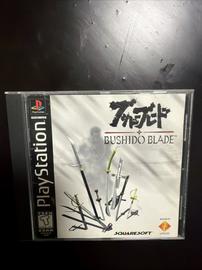 PlayStation
ブシドーブレード
BUSHIDO BLADE
SQUARESOFT